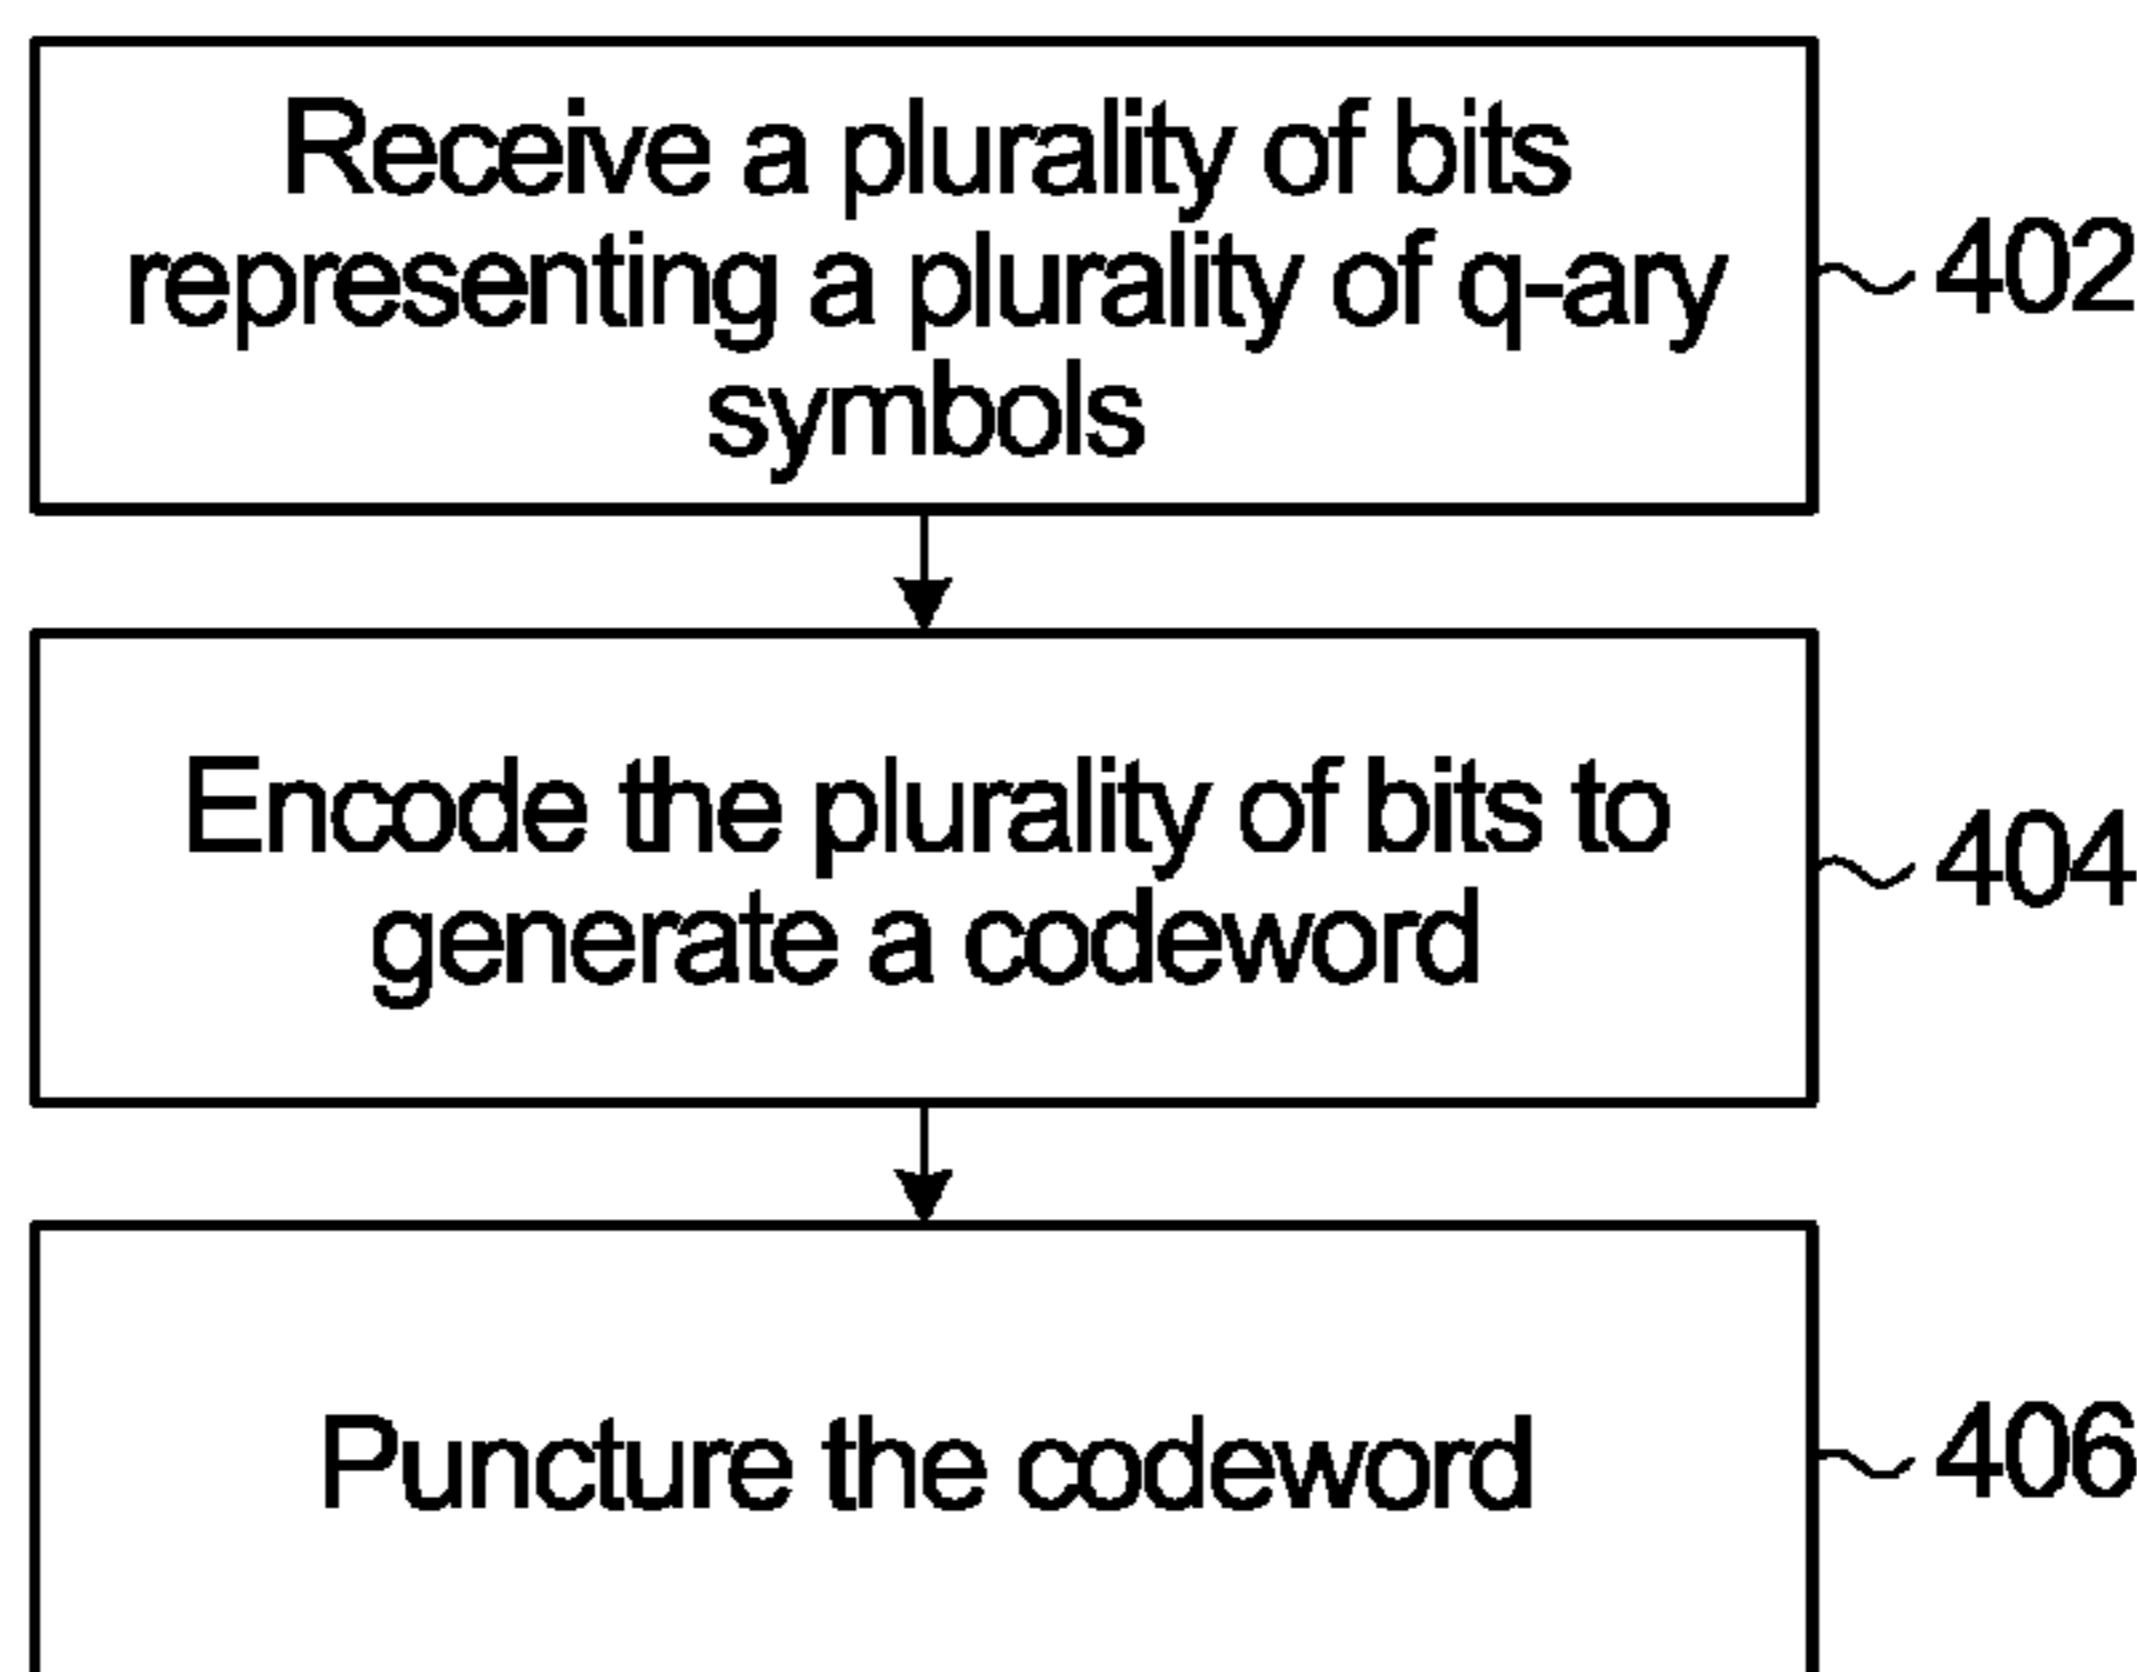 Receive a plurality of bits
representing a plurality of q-ary
symbols
402
Encode the plurality of bits to
generate a codeword
404
Puncture the codeword
406